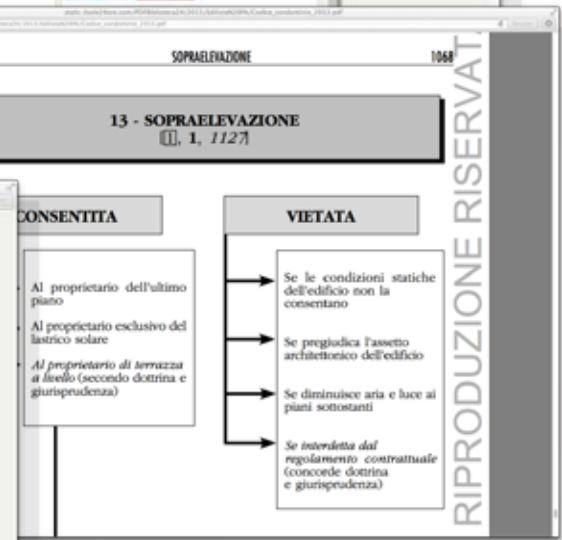 SOPRAELEVAZIONE 1068
13 - SOPRAELEVAZIONE
[[], 1, 1127]
CONSENTITA
Al proprietario dell'ultimo
piano
Al proprietario esclusivo del
lastrico solare
Al proprietario di terrazza
a livello (secondo dottrina e
giurisprudenza)
VIETATA
Se le condizioni statiche
dell'edificio non la
consentano
Se pregiudica l'assetto
architettonico dell'edificio
Se diminuisce aria e luce ai
piani sottostanti
Se interdetta dal
regolamento contrattuale
(concorde dottrina
e giurisprudenza)
RIPRODUZIONE RISERVATA